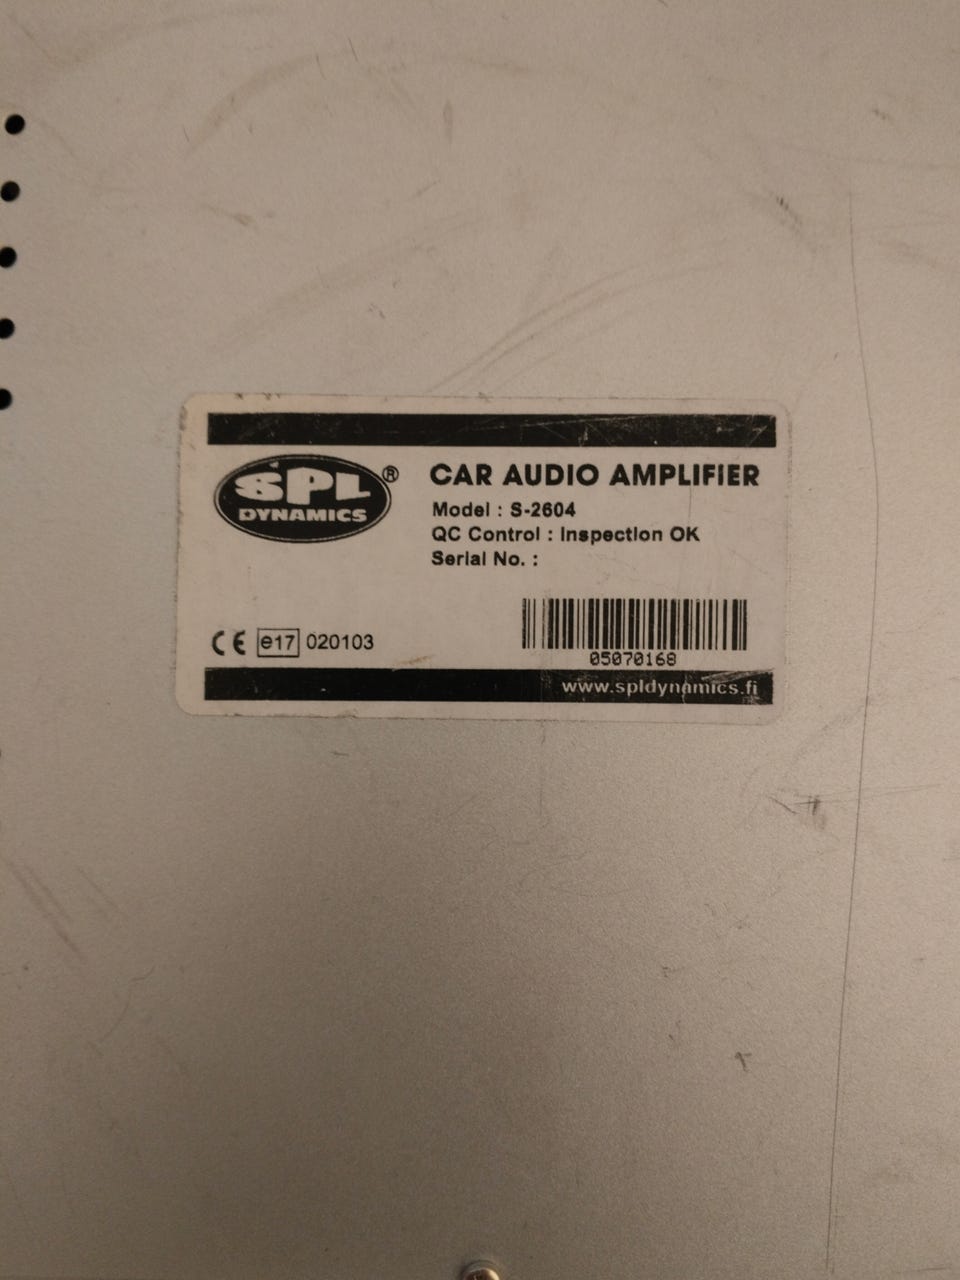 SPL
DYNAMICS
®
CAR AUDIO AMPLIFIER
Model : S-2604
QC Control : Inspection OK
Serial No. :
CE e17 020103
05070168
www.spldynamics.fi